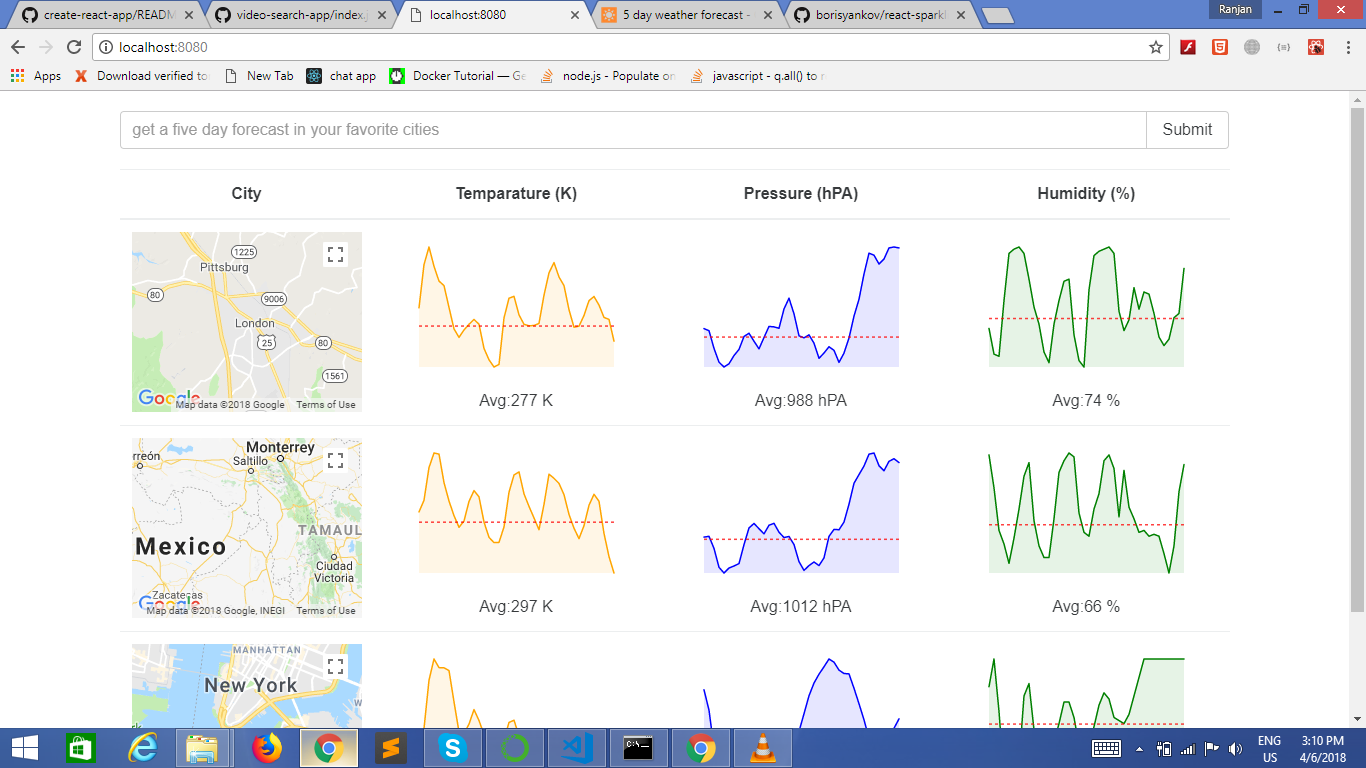 create-react-app/READM
video-search-app/index.j
localhost:8080
5 day weather forecast -
borisyankov/react-spark
Ranjan
localhost:8080
Apps
Download verified to
New Tab
chat app
Docker Tutorial — Ge
node.js - Populate on
javascript - q.all() to r
get a five day forecast in your favorite cities
Submit
City
Temparature (K)
Pressure (hPA)
Humidity (%)
1225
Pittsburg
80
9006
London
25
80
1561
Google
Map data ©2018 Google
Terms of Use
Avg:277 K
Avg:988 hPA
Avg:74 %
Monterrey
rreón
Saltillo
TAMAUL
Mexico
Ciudad
Victoria
Zacatecas
Google
Map data ©2018 Google, INEGI
Terms of Use
Avg:297 K
Avg:1012 hPA
Avg:66 %
MANHATTAN
New York
W
rk
ENG
US
3:10 PM
4/6/2018